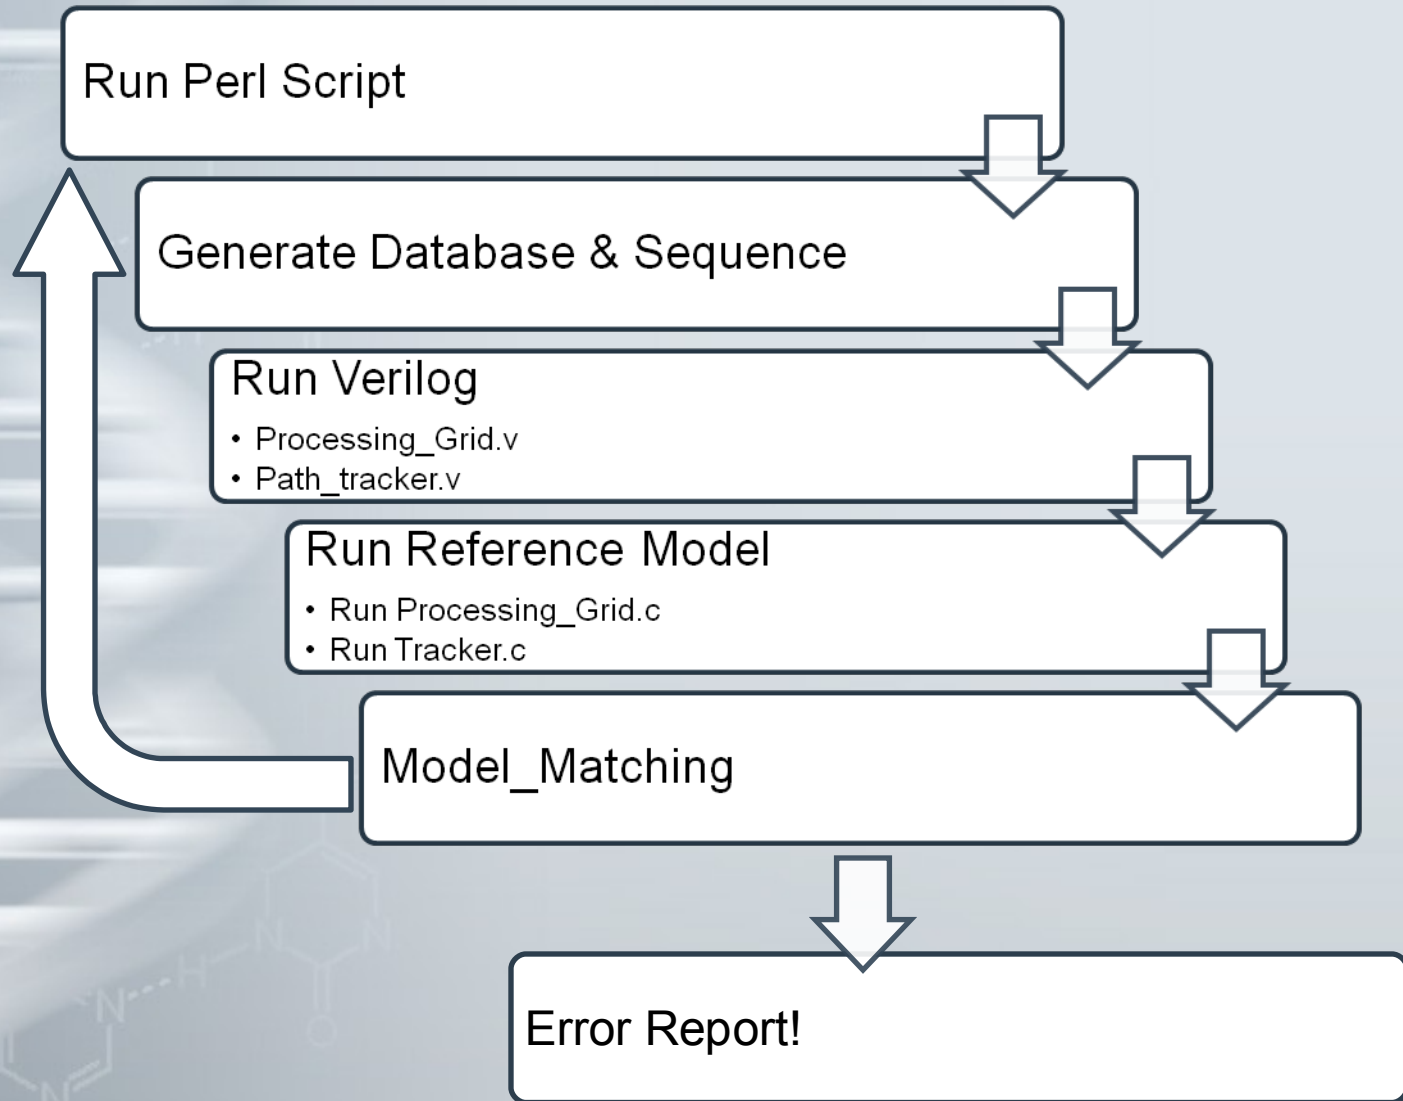 Run Perl Script
Generate Database & Sequence
Run Verilog
• Processing_Grid.v
• Path_tracker.v
Run Reference Model
• Run Processing_Grid.c
• Run Tracker.c
Model_Matching
Error Report!
H
N
N
H
N
O
N